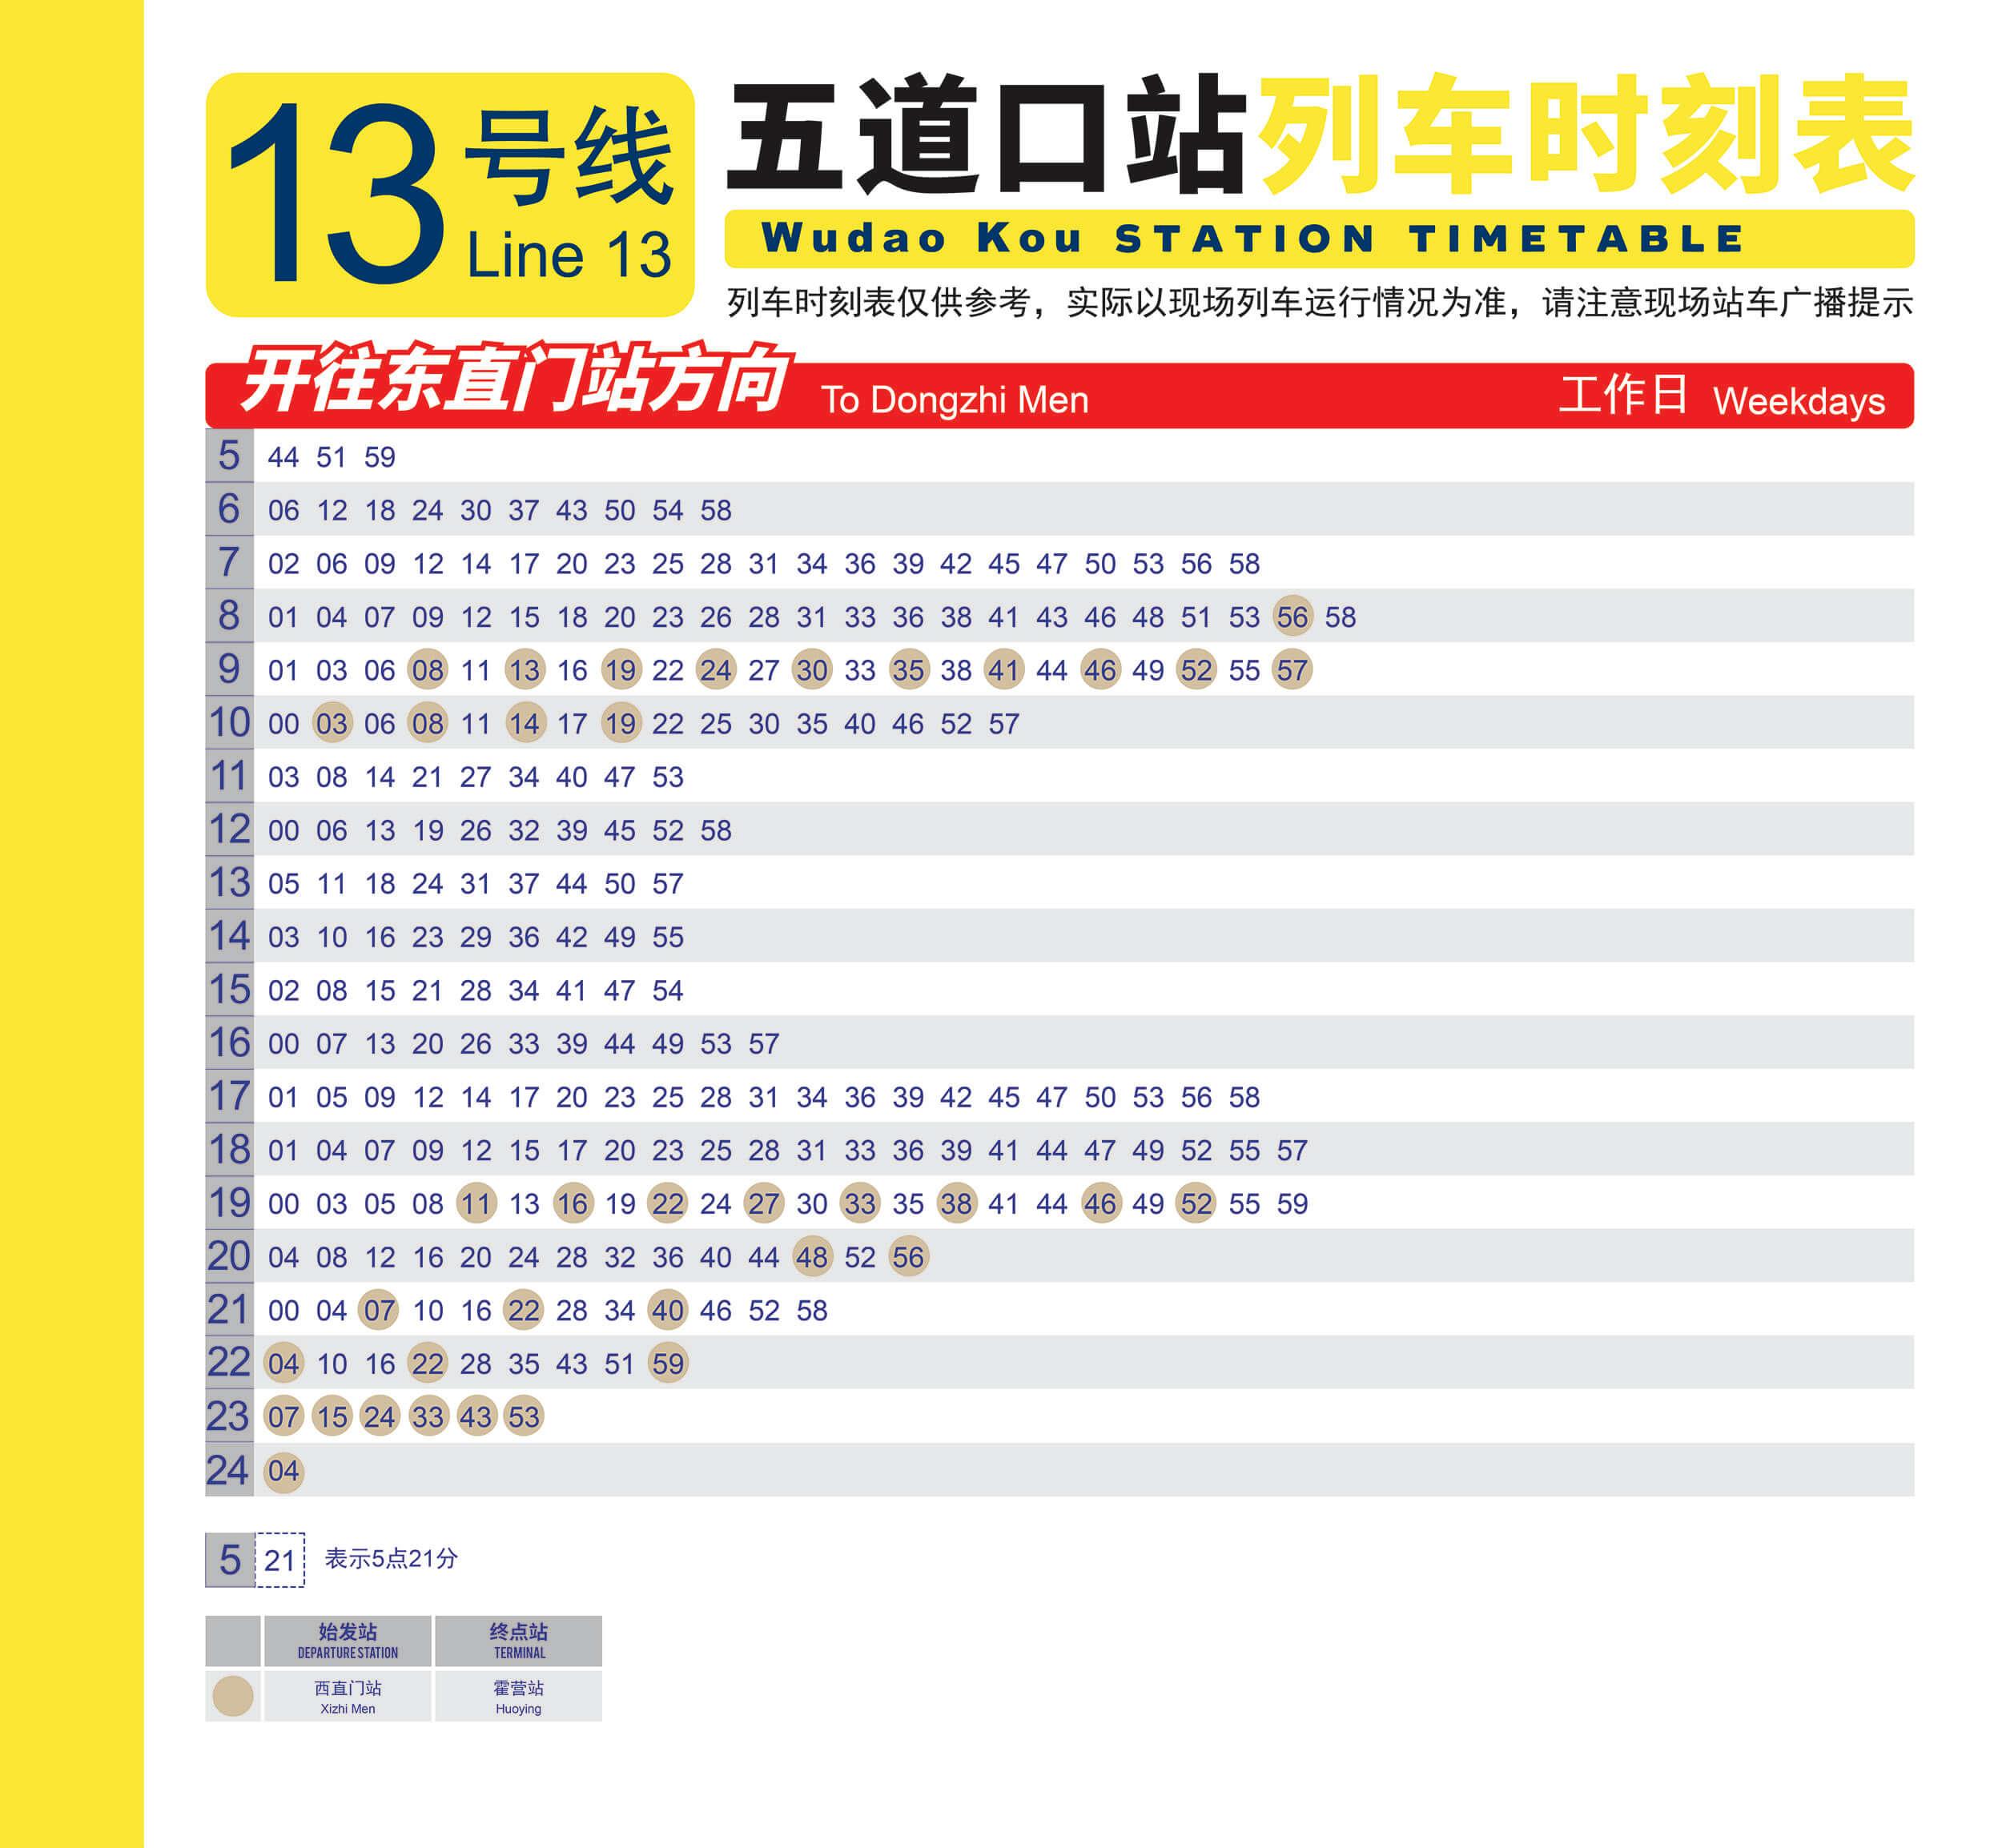 13号线
Line 13
五道口站列车时刻表
Wudao Kou STATION TIMETABLE
列车时刻表仅供参考，实际以现场列车运行情况为准，请注意现场站车广播提示
开往东直门站方向 To Dongzhi Men 工作日 Weekdays
5 44 51 59
6 06 12 18 24 30 37 43 50 54 58
7 02 06 09 12 14 17 20 23 25 28 31 34 36 39 42 45 47 50 53 56 58
8 01 04 07 09 12 15 18 20 23 26 28 31 33 36 38 41 43 46 48 51 53 56 58
9 01 03 06 08 11 13 16 19 22 24 27 30 33 35 38 41 44 46 49 52 55 57
10 00 03 06 08 11 14 17 19 22 25 30 35 40 46 52 57
11 03 08 14 21 27 34 40 47 53
12 00 06 13 19 26 32 39 45 52 58
13 05 11 18 24 31 37 44 50 57
14 03 10 16 23 29 36 42 49 55
15 02 08 15 21 28 34 41 47 54
16 00 07 13 20 26 33 39 44 49 53 57
17 01 05 09 12 14 17 20 23 25 28 31 34 36 39 42 45 47 50 53 56 58
18 01 04 07 09 12 15 17 20 23 25 28 31 33 36 39 41 44 47 49 52 55 57
19 00 03 05 08 11 13 16 19 22 24 27 30 33 35 38 41 44 46 49 52 55 59
20 04 08 12 16 20 24 28 32 36 40 44 48 52 56
21 00 04 07 10 16 22 28 34 40 46 52 58
22 04 10 16 22 28 35 43 51 59
23 07 15 24 33 43 53
24 04
5 21 表示5点21分
始发站 终点站
DEPARTURE STATION TERMINAL
西直门站 霍营站
Xizhi Men Huoying